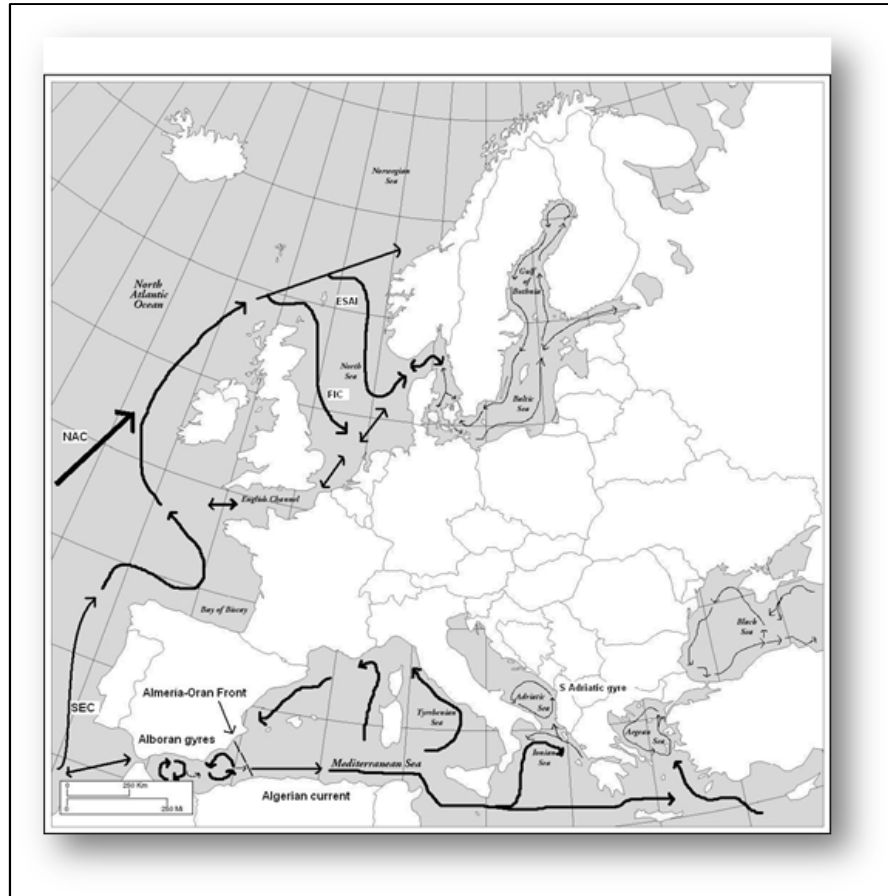 Norwegian
Sea
North
Atlantic
Ocean
Gulf
of
Bothnia
ESAI
North
Sea
FIC
Baltic
Sea
NAC
English Channel
Bay of Biscay
Black
Sea
Almería-Oran Front
S Adriatic gyre
Adriatic
Sea
SEC
Tyrrhenian
Sea
Alboran gyres
Aegean
Sea
Ionian
Sea
Mediterranean Sea
Algerian current
0 250 Km
0 250 Mi